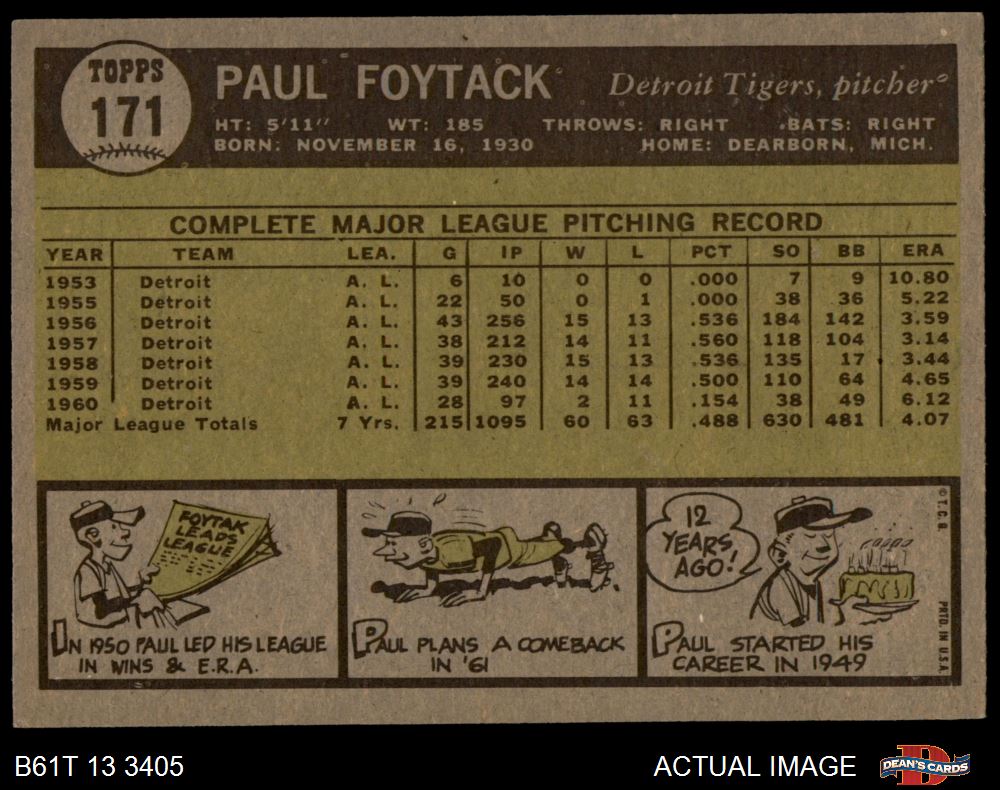 TOPPS
171
PAUL FOYTACK
Detroit Tigers, pitcher
HT: 5'11" WT: 185 THROWS: RIGHT BATS: RIGHT
BORN: NOVEMBER 16, 1930 HOME: DEARBORN, MICH.
COMPLETE MAJOR LEAGUE PITCHING RECORD
YEAR TEAM LEA. G IP W L PCT SO BB ERA
1953 Detroit A. L. 6 10 0 0 .000 7 9 10.80
1955 Detroit A. L. 22 50 0 1 .000 38 36 5.22
1956 Detroit A. L. 43 256 15 13 .536 184 142 3.59
1957 Detroit A. L. 38 212 14 11 .560 118 104 3.14
1958 Detroit A. L. 39 230 15 13 .536 135 17 3.44
1959 Detroit A. L. 39 240 14 14 .500 110 64 4.65
1960 Detroit A. L. 28 97 2 11 .154 38 49 6.12
Major League Totals 7 Yrs. 215 1095 60 63 .488 630 481 4.07
FOYTAK
LEADS
LEAGUE
IN 1950 PAUL LED HIS LEAGUE
IN WINS & E.R.A.
PAUL PLANS A COMEBACK
IN '61
12
YEARS
AGO!
PAUL STARTED HIS
CAREER IN 1949
© T. C. G.
PRTD. IN U.S.A.
B61T 13 3405
ACTUAL IMAGE
D
DEAN'S CARDS